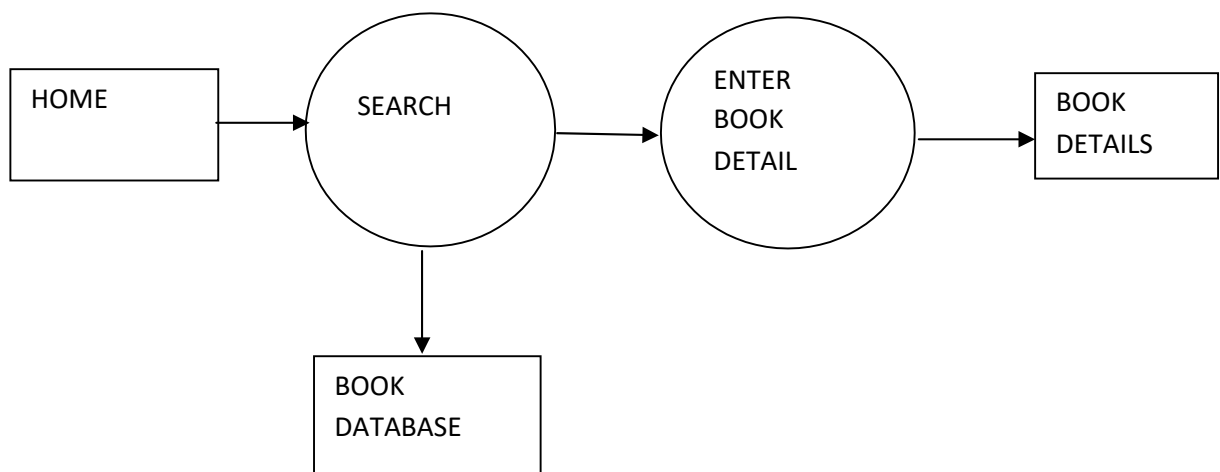 HOME
SEARCH
ENTER
BOOK
DETAIL
BOOK
DETAILS
BOOK
DATABASE